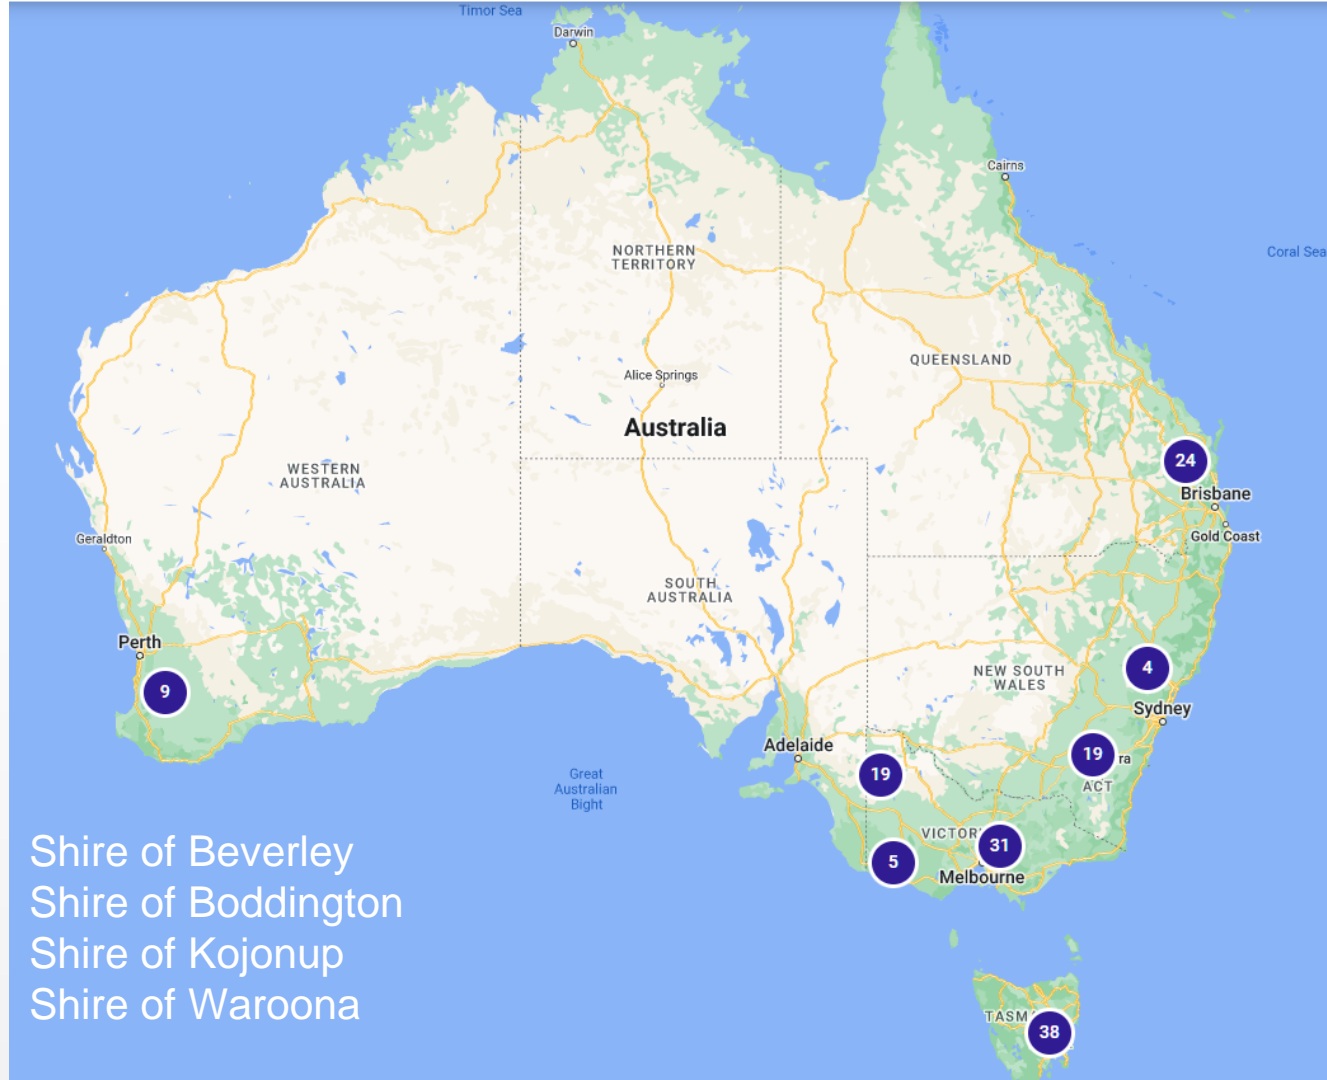 Timor Sea
Darwin
Cairns
Coral Sea
NORTHERN
TERRITORY
QUEENSLAND
Alice Springs
Australia
WESTERN
AUSTRALIA
24
Brisbane
Gold Coast
Geraldton
SOUTH
AUSTRALIA
Perth
9
4
NEW SOUTH
WALES
Sydney
Adelaide
19
ra
19
ACT
Great
Australian
Bight
VICTORI
31
5
Melbourne
Shire of Beverley
Shire of Boddington
Shire of Kojonup
Shire of Waroona
TASM
38